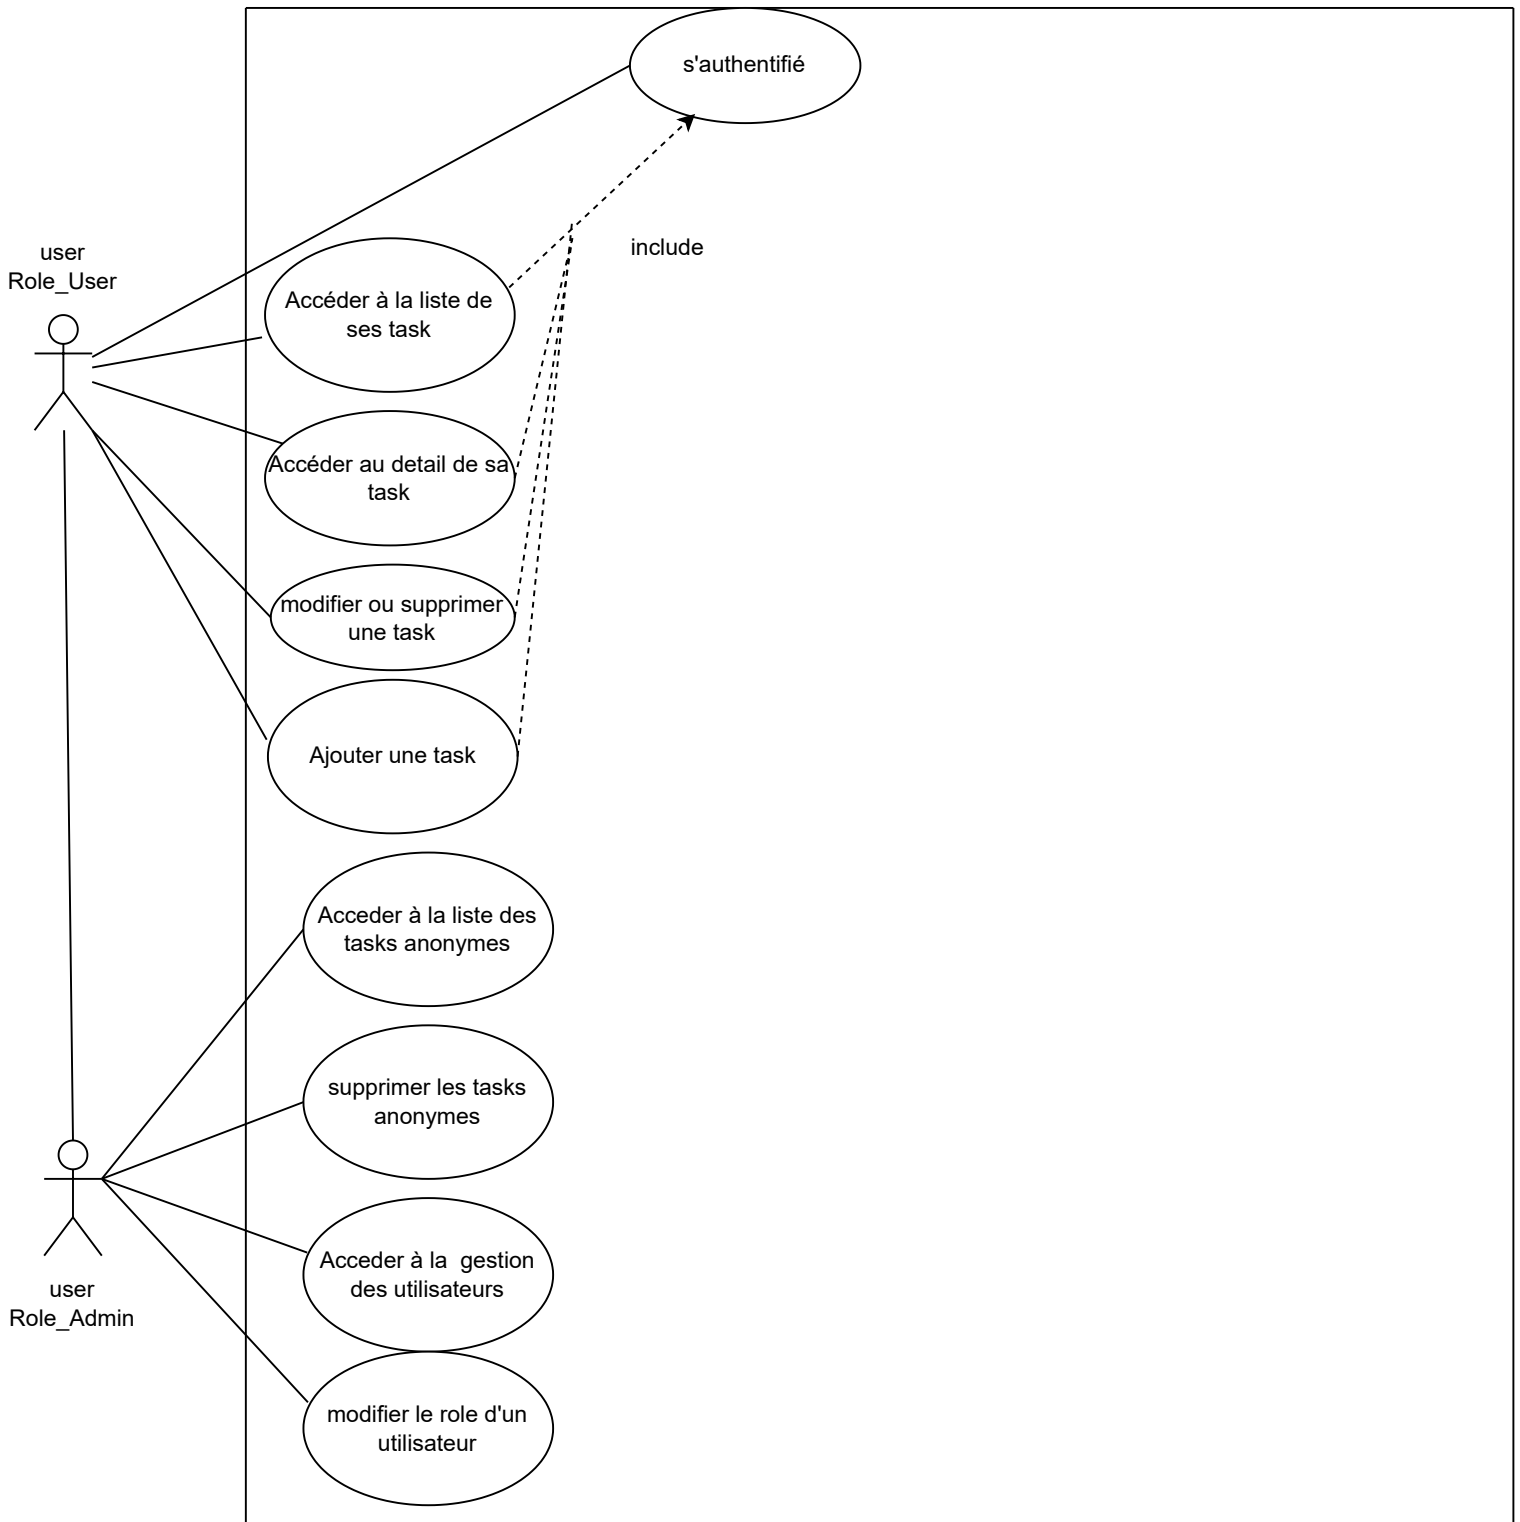 s'authentifié
user
Role_User
include
Accéder à la liste de
ses task
Accéder au detail de sa
task
modifier ou supprimer
une task
Ajouter une task
Acceder à la liste des
tasks anonymes
supprimer les tasks
anonymes
Acceder à la  gestion
des utilisateurs
user
Role_Admin
modifier le role d'un
utilisateur